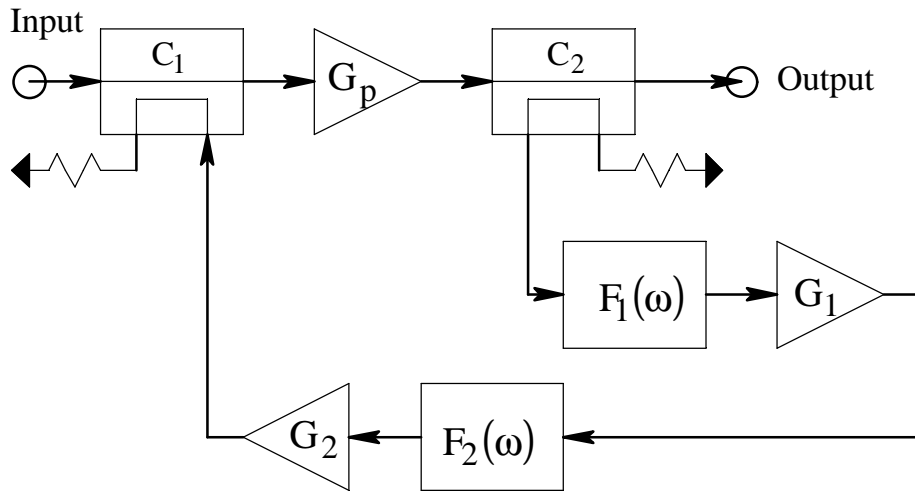 Input
C₁
Gₚ
C₂
Output
F₁(ω)
G₁
G₂
F₂(ω)